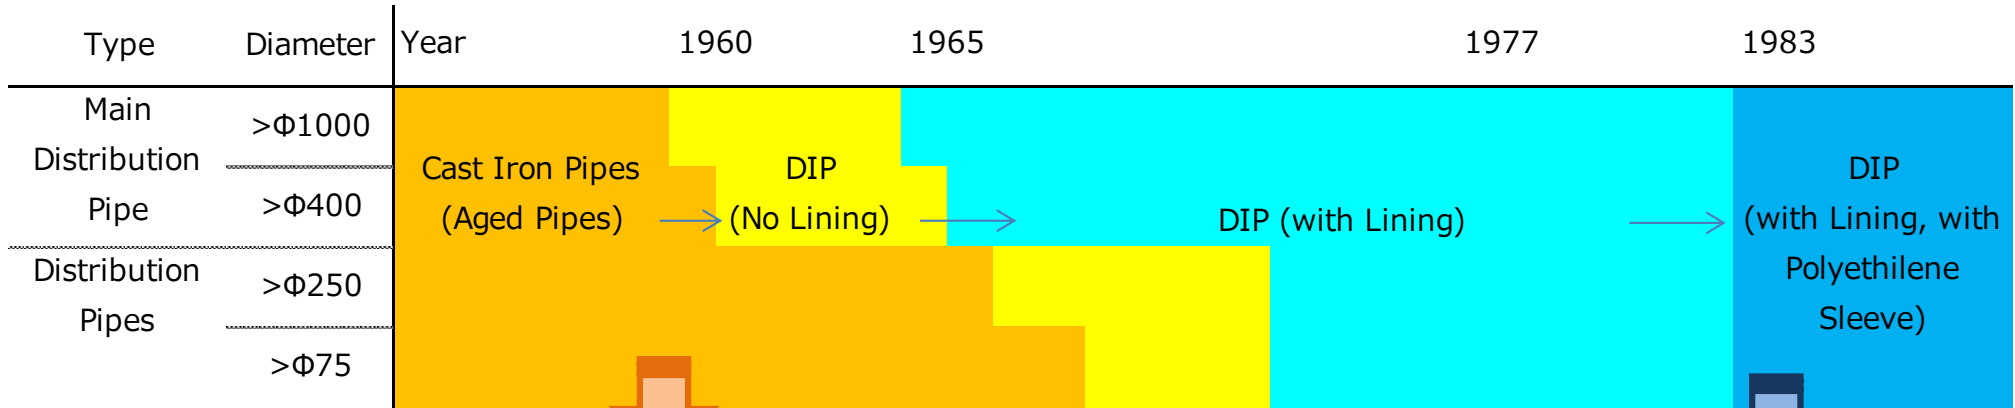 Type Diameter Year 1960 1965 1977 1983
Main
Distribution
Pipe
>Φ1000
>Φ400
Distribution
Pipes
>Φ250
>Φ75
Cast Iron Pipes
(Aged Pipes)
DIP
(No Lining)
DIP (with Lining)
DIP
(with Lining, with
Polyethilene
Sleeve)